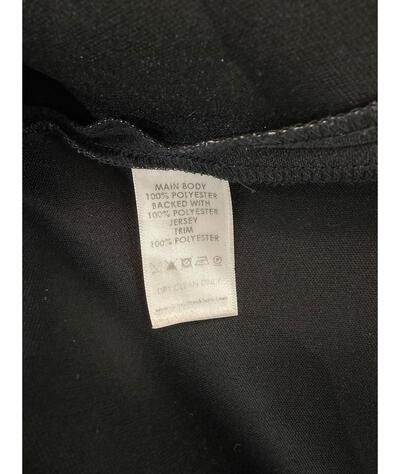 MAIN BODY
100% POLYESTER
BACKED WITH
100% POLYESTER
JERSEY
TRIM
100% POLYESTER
DRY CLEAN ONLY